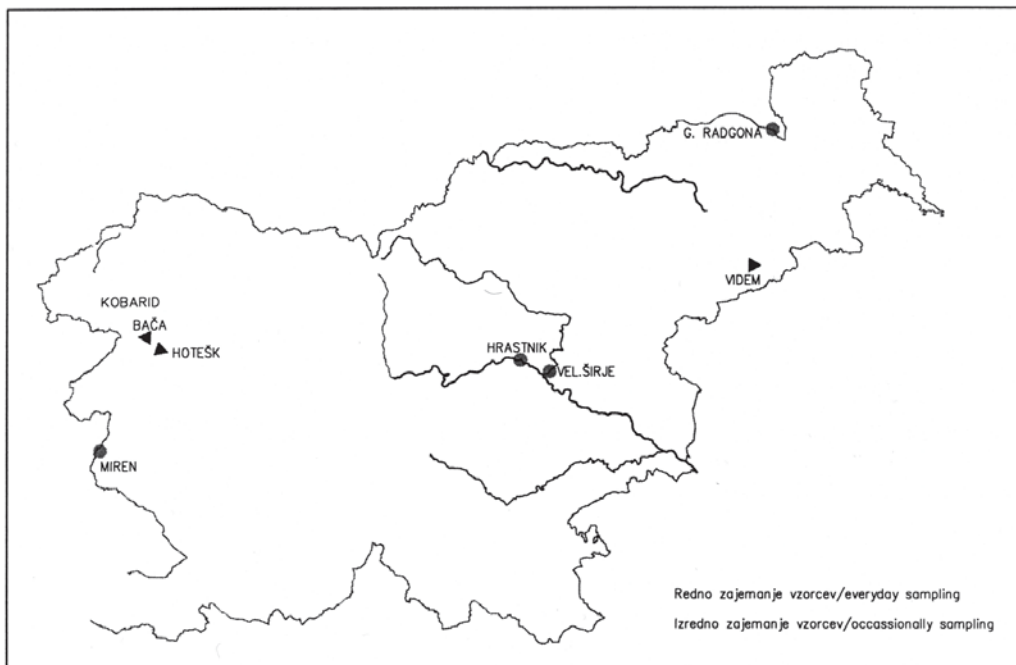 G. RADGONA
VIDEM
KOBARID
BAČA
HOTEŠK
HRASTNIK
VEL.ŠIRJE
MIREN
Redno zajemanje vzorcev/everyday sampling
Izredno zajemanje vzorcev/occassionally sampling